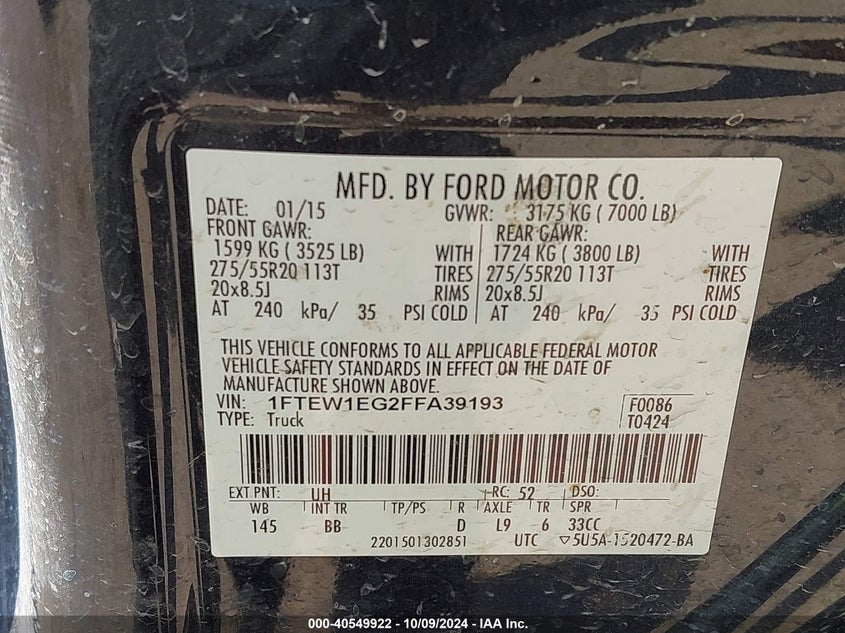 MFD. BY FORD MOTOR CO.
DATE: 01/15 GVWR: 3175 KG ( 7000 LB)
FRONT GAWR: REAR GAWR:
1599 KG ( 3525 LB) WITH 1724 KG ( 3800 LB) WITH
275/55R20 113T TIRES 275/55R20 113T TIRES
20x8.5J RIMS 20x8.5J RIMS
AT 240 kPa/ 35 PSI COLD AT 240 kPa/ 35 PSI COLD
THIS VEHICLE CONFORMS TO ALL APPLICABLE FEDERAL MOTOR
VEHICLE SAFETY STANDARDS IN EFFECT ON THE DATE OF
MANUFACTURE SHOWN ABOVE.
VIN: 1FTEW1EG2FFA39193 F0086
TYPE: Truck T0424
EXT PNT: UH RC: 52 DSO:
WB INT TR TP/PS R AXLE TR SPR
145 BB D L9 6 33CC
2201501302851 UTC ▽5U5A-1520472-BA
000-40549922 - 10/09/2024 - IAA Inc.